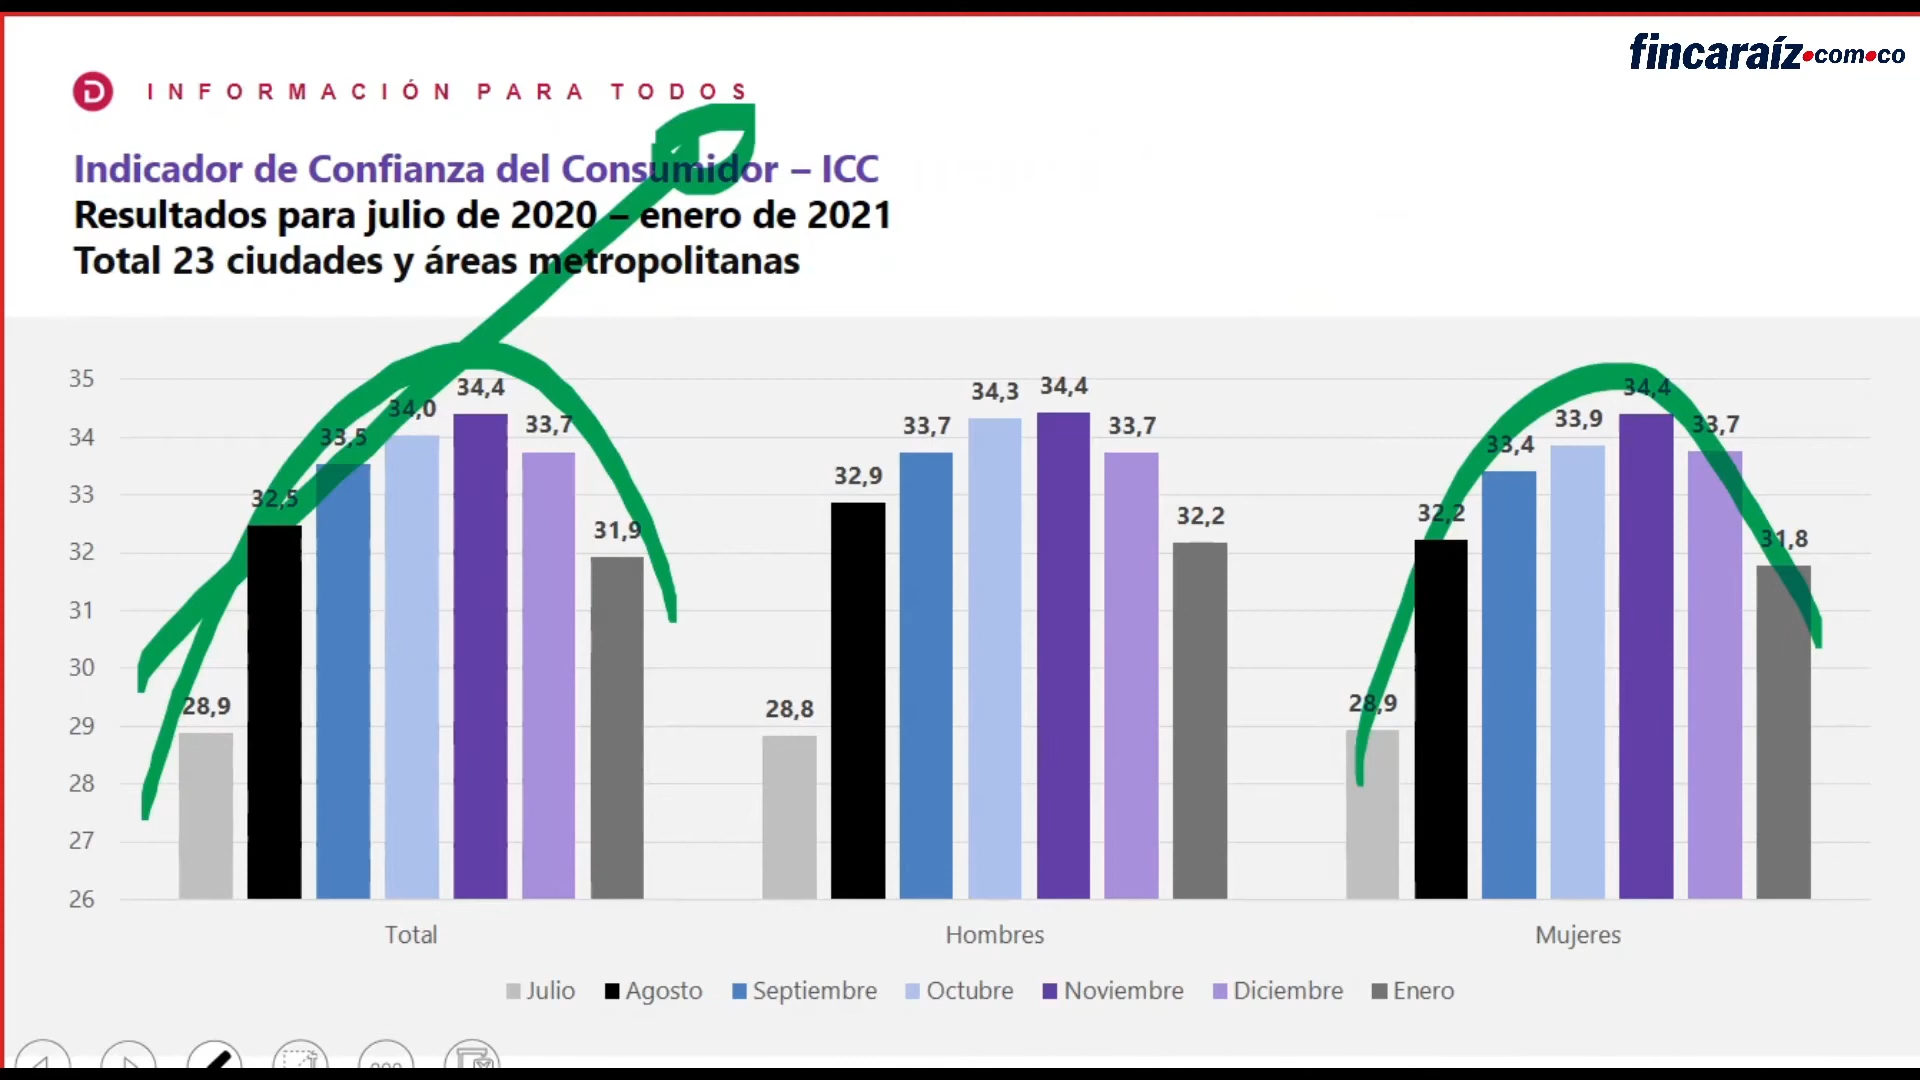 fincaraíz.com.co
INFORMACIÓN PARA TODOS
Indicador de Confianza del Consumidor – ICC
Resultados para julio de 2020 – enero de 2021
Total 23 ciudades y áreas metropolitanas
35
34
33
32
31
30
29
28
27
26
28,9 32,5 33,5 34,0 34,4 33,7 31,9
28,8 32,9 33,7 34,3 34,4 33,7 32,2
28,9 32,2 33,4 33,9 34,4 33,7 31,8
Total Hombres Mujeres
Julio Agosto Septiembre Octubre Noviembre Diciembre Enero